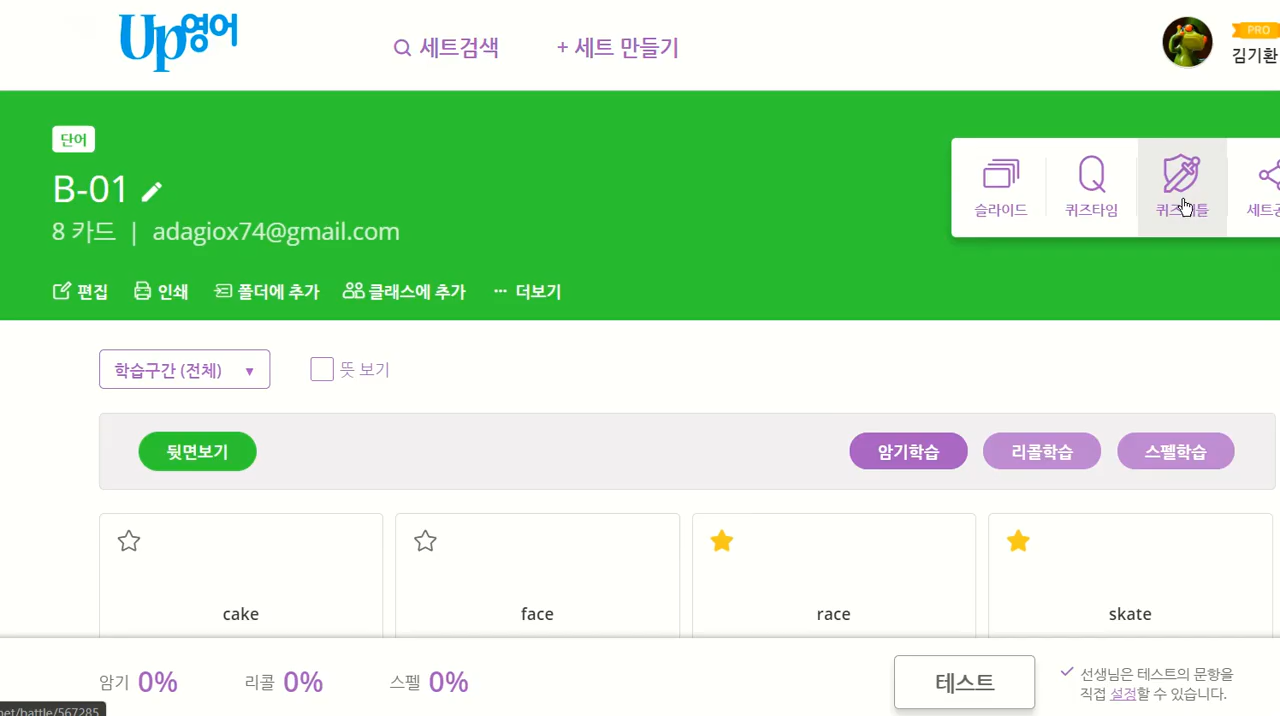 Up영어
세트검색
+ 세트 만들기
PRO
김기환
단어
B-01
8 카드 | adagiox74@gmail.com
슬라이드
퀴즈타임
퀴즈배틀
편집
인쇄
폴더에 추가
클래스에 추가
··· 더보기
학습구간 (전체) ▼
뜻 보기
뒷면보기
암기학습
리콜학습
스펠학습
cake
face
race
skate
암기 0%
리콜 0%
스펠 0%
테스트
선생님은 테스트의 문항을
직접 설정할 수 있습니다.
net/battle/567285